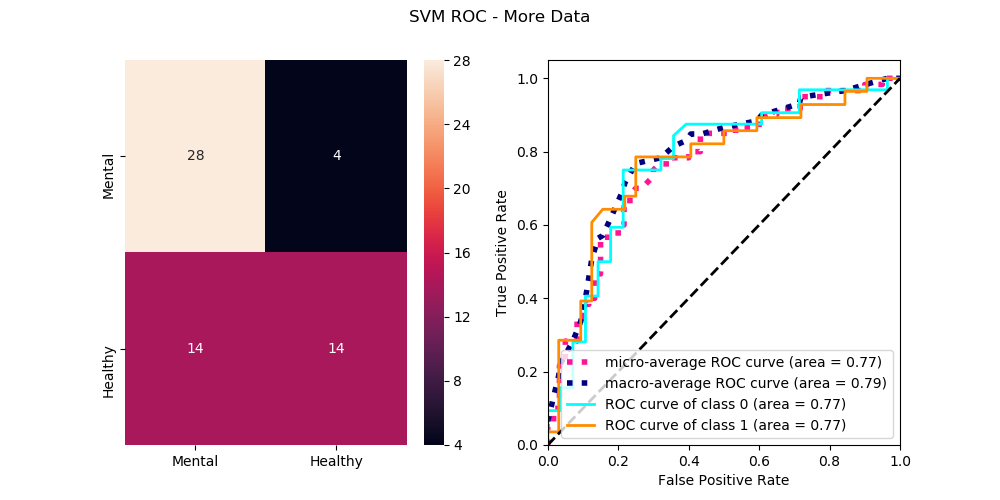 SVM ROC - More Data
28
4
14
14
Mental
Healthy
Mental
Healthy
28
24
20
16
12
8
4
True Positive Rate
1.0
0.8
0.6
0.4
0.2
0.0
micro-average ROC curve (area = 0.77)
macro-average ROC curve (area = 0.79)
ROC curve of class 0 (area = 0.77)
ROC curve of class 1 (area = 0.77)
0.0
0.2
0.4
0.6
0.8
1.0
False Positive Rate